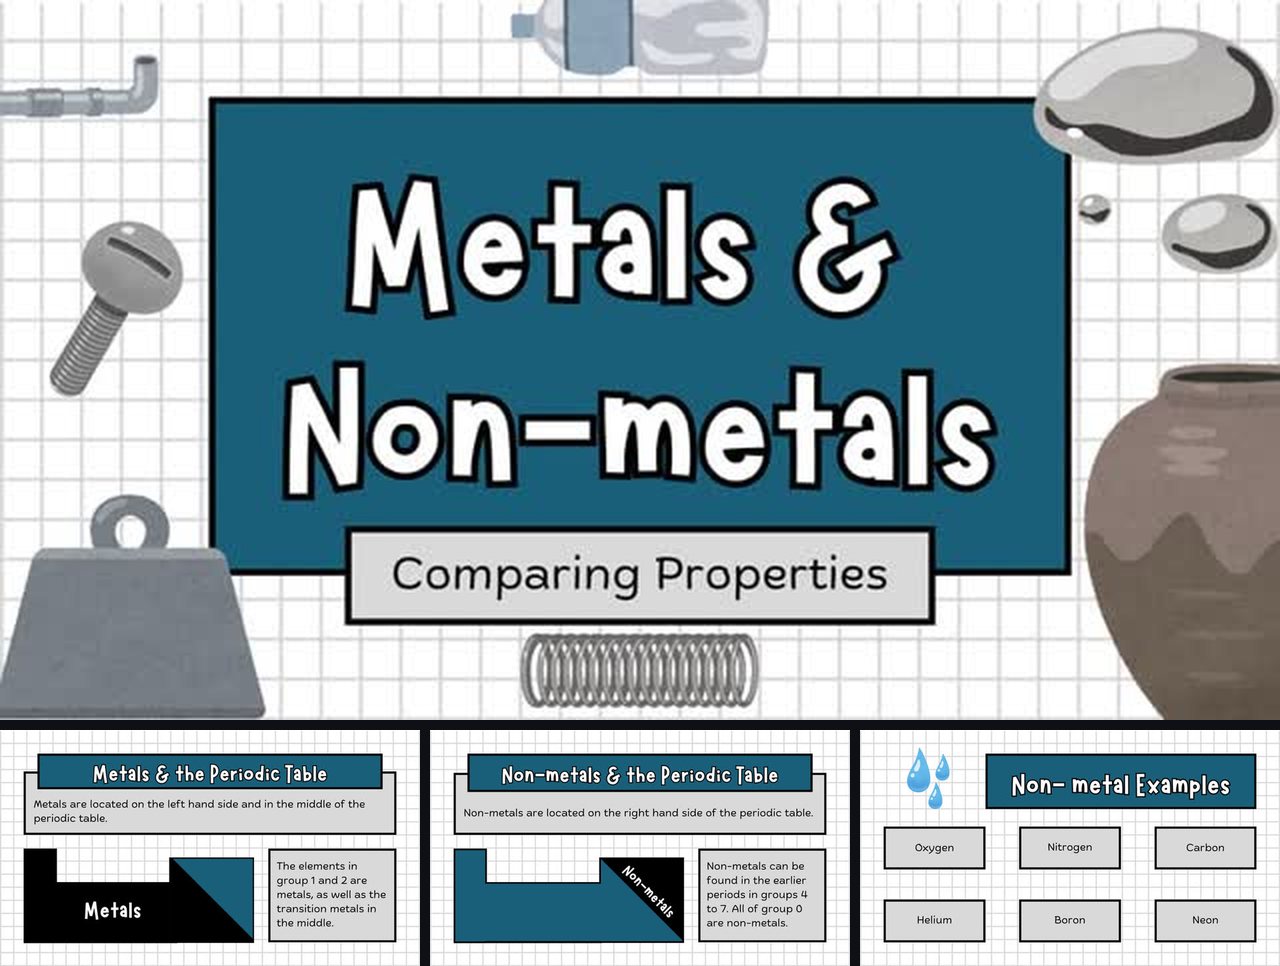 Metals &
Non-metals
Comparing Properties
Metals & the Periodic Table
Metals are located on the left hand side and in the middle of the
periodic table.
Metals
The elements in
group 1 and 2 are
metals, as well as the
transition metals in
the middle.
Non-metals & the Periodic Table
Non-metals are located on the right hand side of the periodic table.
Non-metals
Non-metals can be
found in the earlier
periods in groups 4
to 7. All of group 0
are non-metals.
Non- metal Examples
Oxygen
Nitrogen
Carbon
Helium
Boron
Neon